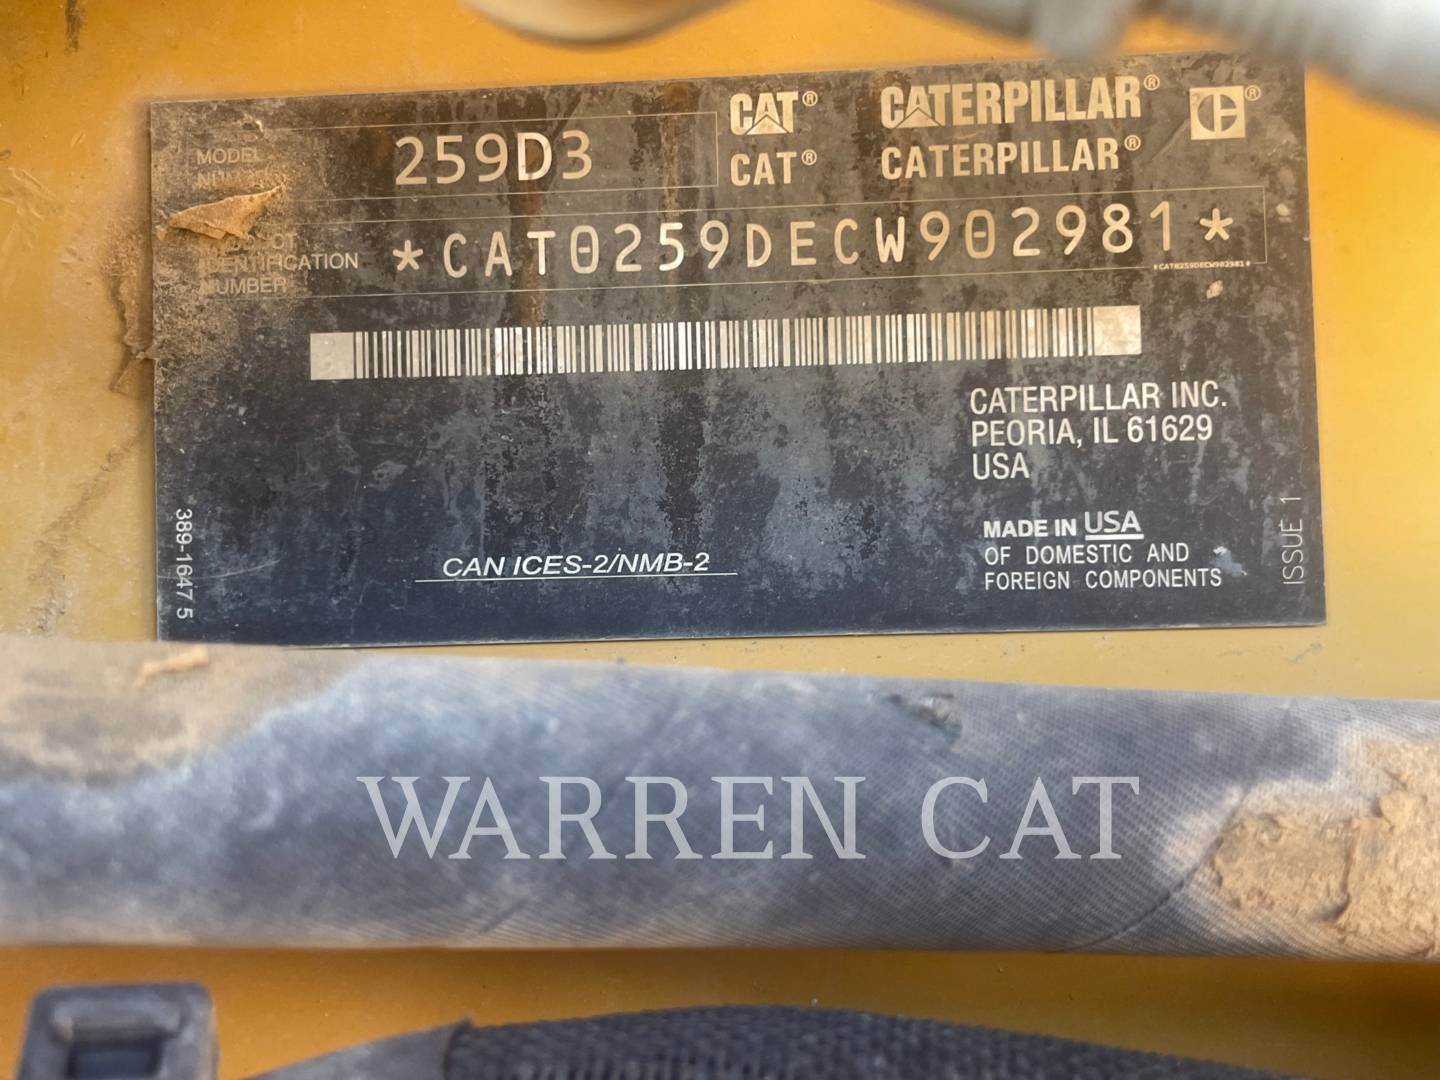 MODEL 259D3
CAT® CATERPILLAR®
CAT® CATERPILLAR®
IDENTIFICATION
NUMBER
*CAT0259DECW902981*
*CAT0259DECW902981*
CATERPILLAR INC.
PEORIA, IL 61629
USA
MADE IN USA
OF DOMESTIC AND
FOREIGN COMPONENTS
CAN ICES-2/NMB-2
389-1647 5
ISSUE 1
WARREN CAT